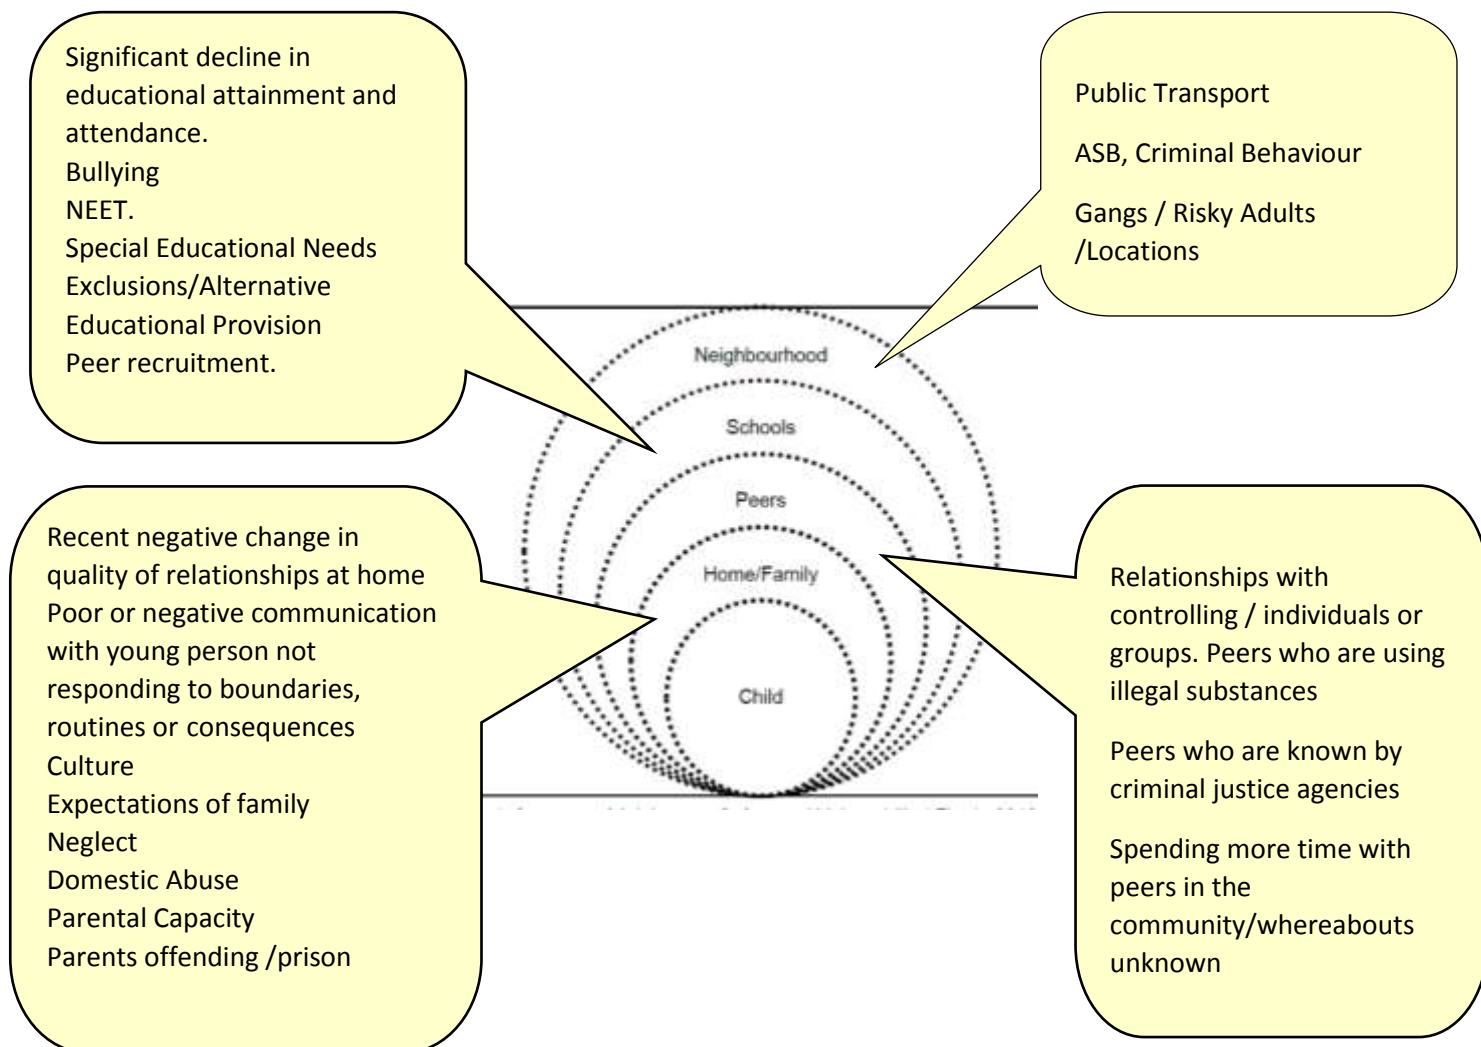 Significant decline in
educational attainment and
attendance.
Bullying
NEET.
Special Educational Needs
Exclusions/Alternative
Educational Provision
Peer recruitment.
Public Transport
ASB, Criminal Behaviour
Gangs / Risky Adults
/Locations
Neighbourhood
Schools
Peers
Home/Family
Child
Recent negative change in
quality of relationships at home
Poor or negative communication
with young person not
responding to boundaries,
routines or consequences
Culture
Expectations of family
Neglect
Domestic Abuse
Parental Capacity
Parents offending /prison
Relationships with
controlling / individuals or
groups. Peers who are using
illegal substances
Peers who are known by
criminal justice agencies
Spending more time with
peers in the
community/whereabouts
unknown